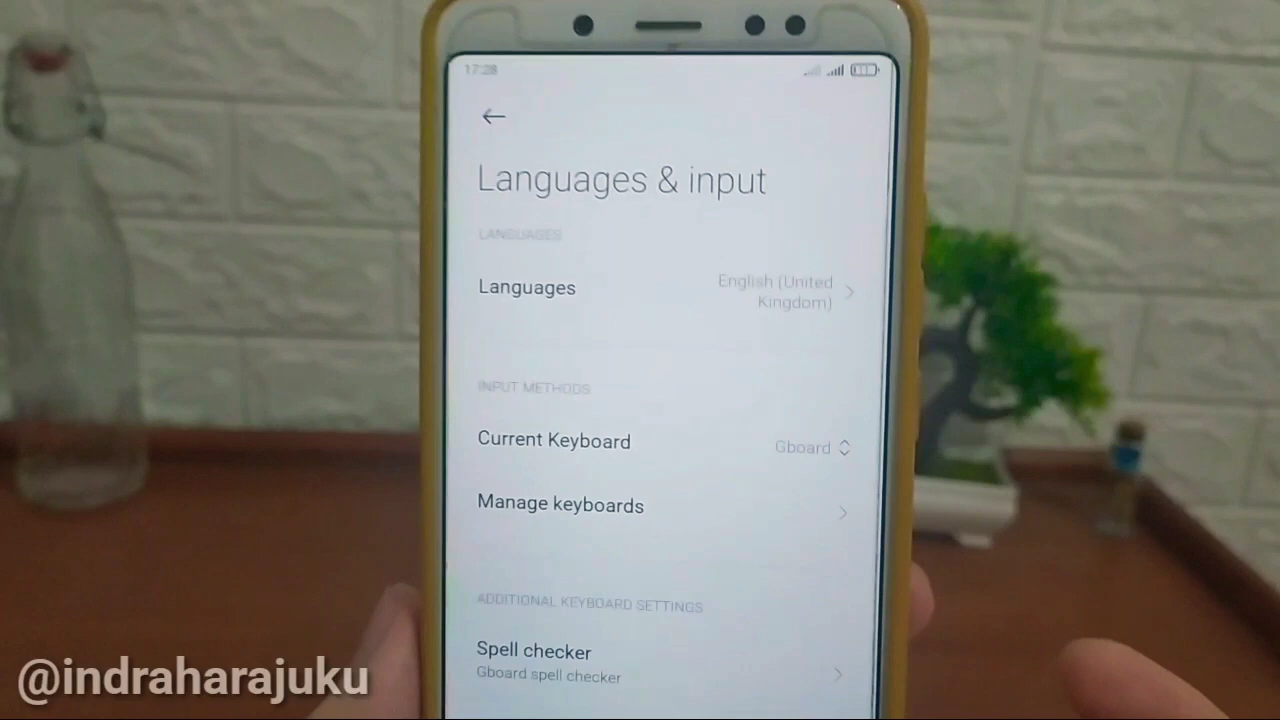 17:28
Languages & input
LANGUAGES
Languages
English (United
Kingdom)
INPUT METHODS
Current Keyboard
Gboard
Manage keyboards
ADDITIONAL KEYBOARD SETTINGS
Spell checker
Gboard spell checker
@indraharajuku